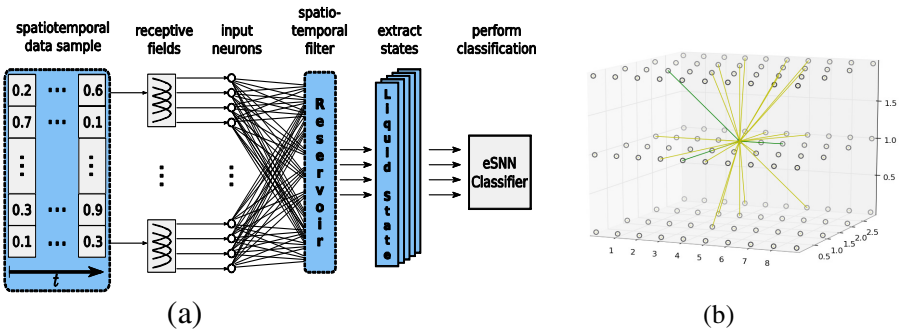 spatiotemporal
data sample
receptive
fields
input
neurons
spatio-
temporal
filter
extract
states
perform
classification
0.2 ··· 0.6
0.7 ··· 0.1
⋮ ⋮
0.3 ··· 0.9
0.1 ··· 0.3
t
⋮ ⋮
Reservoir
Liquid State
eSNN
Classifier
(a)
1.5
1.0
0.5
1 2 3 4 5 6 7 8
0.5 1.0 1.5 2.0 2.5
(b)